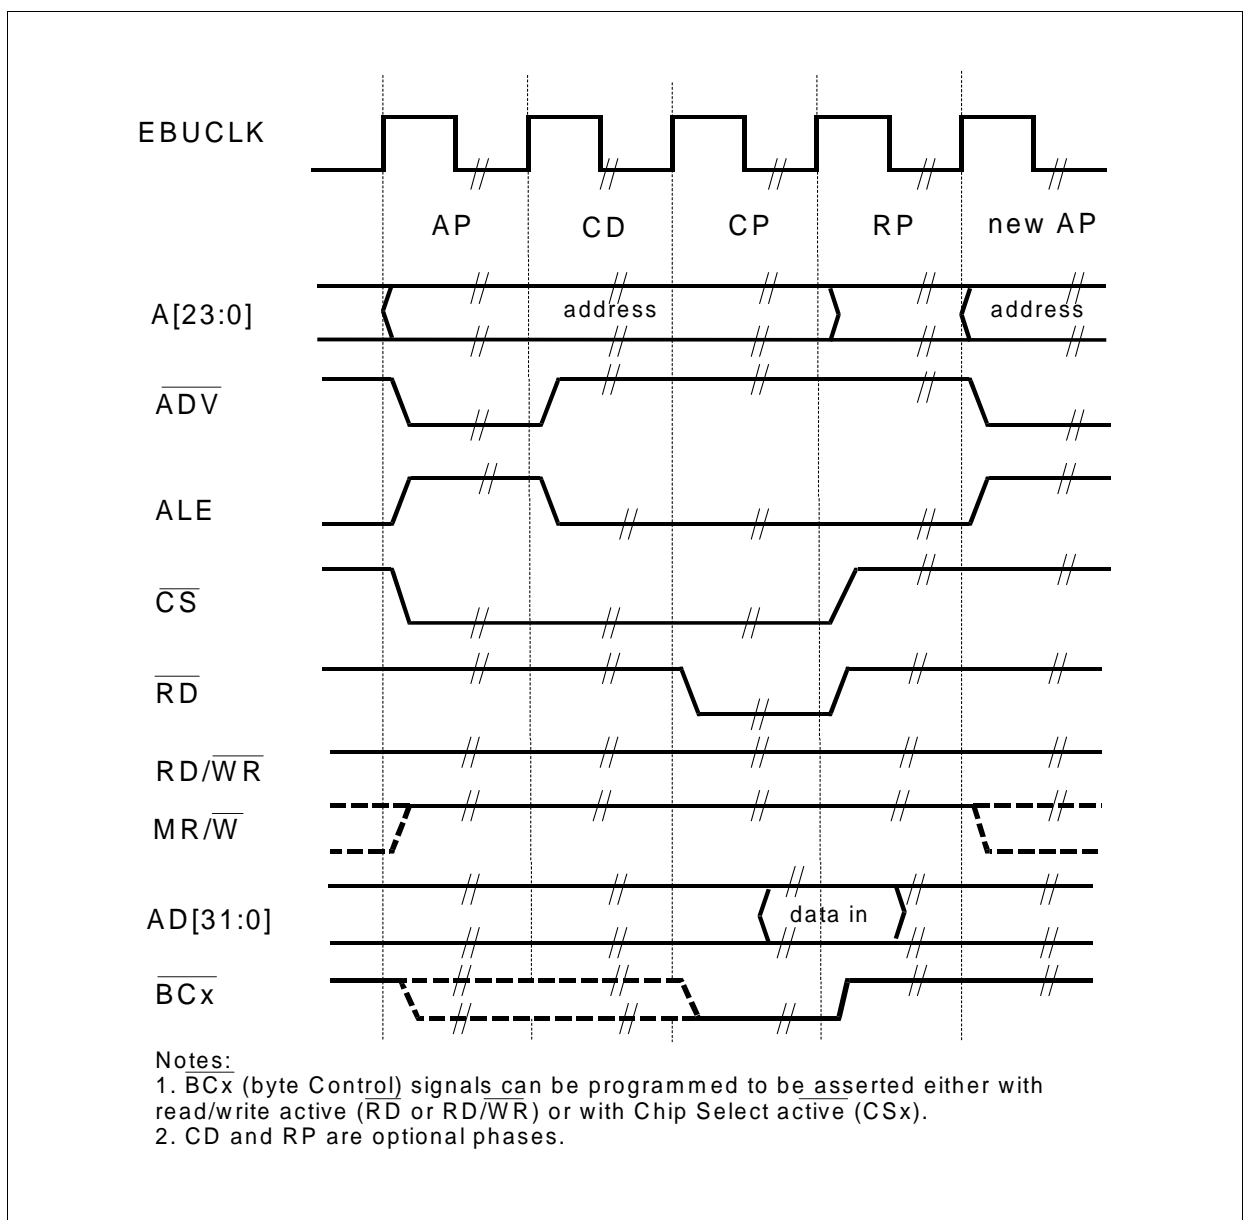 EBUCLK
AP CD CP RP new AP
A[23:0] address address
ADV
ALE
CS
RD
RD/WR
MR/W
AD[31:0] data in
BCx
Notes:
1. BCx (byte Control) signals can be programmed to be asserted either with
read/write active (RD or RD/WR) or with Chip Select active (CSx).
2. CD and RP are optional phases.